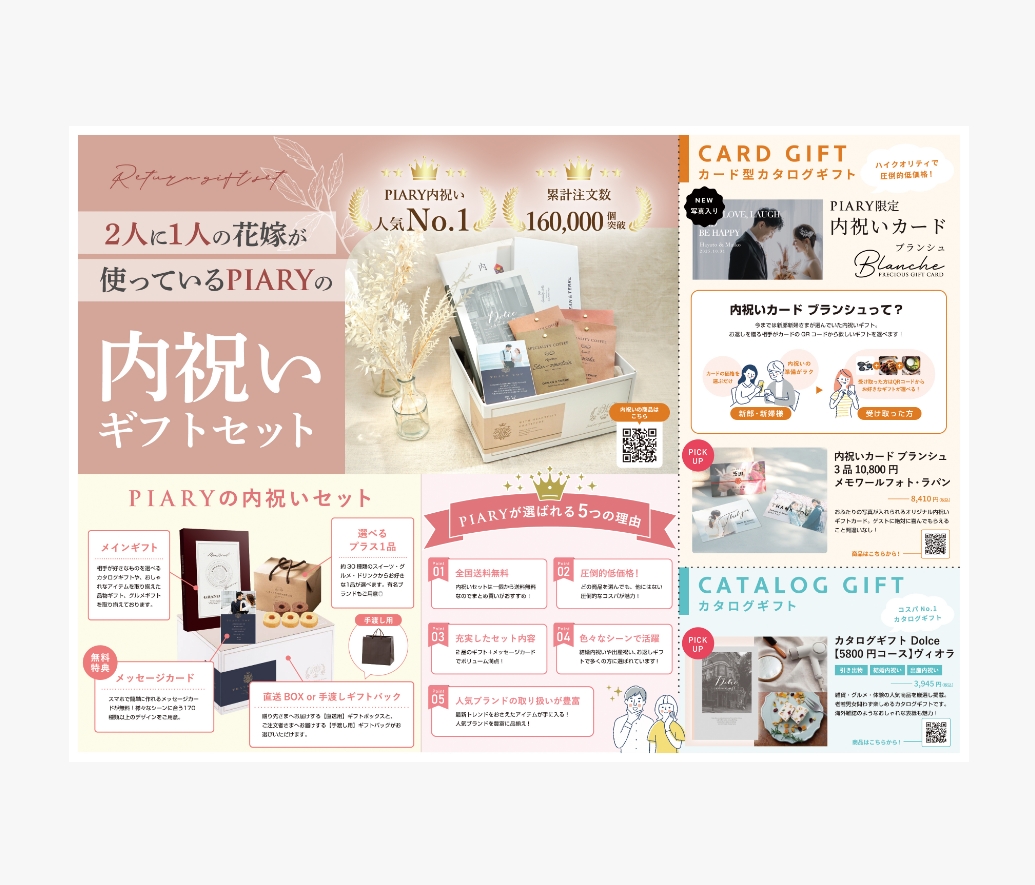 Return gift set
2人に1人の花嫁が
使っているPIARYの
内祝い
ギフトセット
PIARY内祝い
人気No.1
累計注文数
160,000個突破
内祝いの商品は
こちら
PIARYの内祝いセット
メインギフト
相手が好きなものを選べる
カタログギフトや、おしゃ
れなアイテムを取り揃えた
品物ギフト、グルメギフト
を取り揃えております。
選べる
プラス1品
約30種類のスイーツ・グ
ルメ・ドリンクからお好き
な1品が選べます。有名ブ
ランドもご用意◎
手渡し用
無料
特典
メッセージカード
スマホで簡単に作れるメッセージカー
ドが無料!様々なシーンに合う170
種類以上のデザインをご用意。
直送BOX or 手渡しギフトバック
贈り先さまへお届けする【直送用】ギフトボックスと、
ご注文者さまへお届けする【手渡し用】ギフトバックがお
選びいただけます。
PIARYが選ばれる5つの理由
Point
01
全国送料無料
内祝いセットは一個から送料無料
なのでまとめ買いがおすすめ!
Point
02
圧倒的低価格!
どの商品を選んでも、他にはない
圧倒的なコスパが魅力!
Point
03
充実したセット内容
2品のギフト+メッセージカード
でボリューム満点!
Point
04
色々なシーンで活躍
結婚内祝いや出産祝い、お返しギフ
トで多くの方に選ばれています!
Point
05
人気ブランドの取り扱いが豊富
最新トレンドをおさえたアイテムが手に入る!
人気ブランドを豊富に品揃え!
CARD GIFT
カード型カタログギフト
ハイクオリティで
圧倒的低価格!
NEW
写真入り
LOVE, LAUGH
BE HAPPY
PIARY限定
内祝いカード
ブランシュ
Blanche
PRECIOUS GIFT CARD
内祝いカード ブランシュって?
今までは新郎新婦さまが選んでいた内祝いギフト。
お返しを贈る相手がカードのQRコードから欲しいギフトを選べます!
カードの価格を
選ぶだけ
内祝いの
準備がラク
新郎・新婦様
受け取った方はQRコードから
お好きなギフトが選べる!
受け取った方
PICK
UP
内祝いカード ブランシュ
3品10,800円
メモワールフォト・ラパン
8,410円(税込)
おふたりの写真が入れられるオリジナル内祝い
ギフトカード。ゲストに絶対に喜んでもらえる
こと間違いなし!
商品はこちらから!
CATALOG GIFT
カタログギフト
コスパNo.1
カタログギフト
PICK
UP
Dolce
カタログギフト Dolce
【5800円コース】ヴィオラ
引き出物
結婚内祝い
出産内祝い
3,945円(税込)
雑貨・グルメ・体験の人気商品を厳選し掲載。
老若男女問わず楽しめるカタログギフトです。
海外雑誌のようなおしゃれな表紙も魅力!
商品はこちらから!